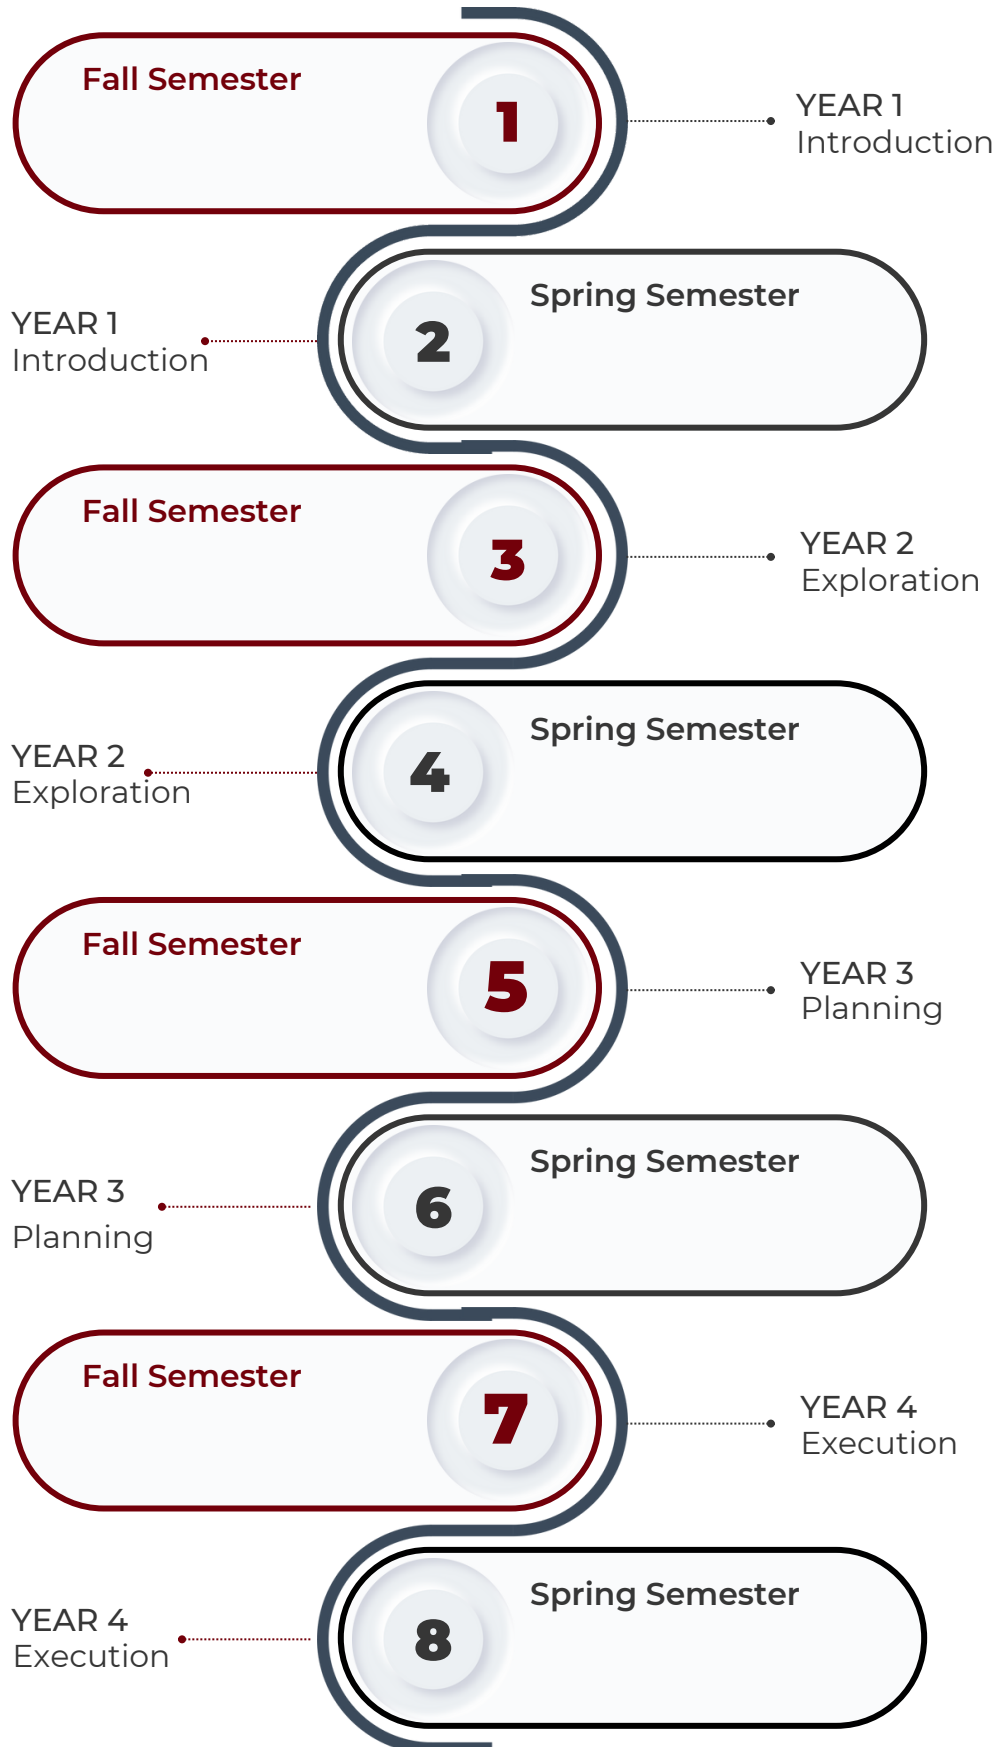 Fall Semester
1
YEAR 1
Introduction
Spring Semester
2
YEAR 1
Introduction
Fall Semester
3
YEAR 2
Exploration
Spring Semester
4
YEAR 2
Exploration
Fall Semester
5
YEAR 3
Planning
Spring Semester
6
YEAR 3
Planning
Fall Semester
7
YEAR 4
Execution
Spring Semester
8
YEAR 4
Execution